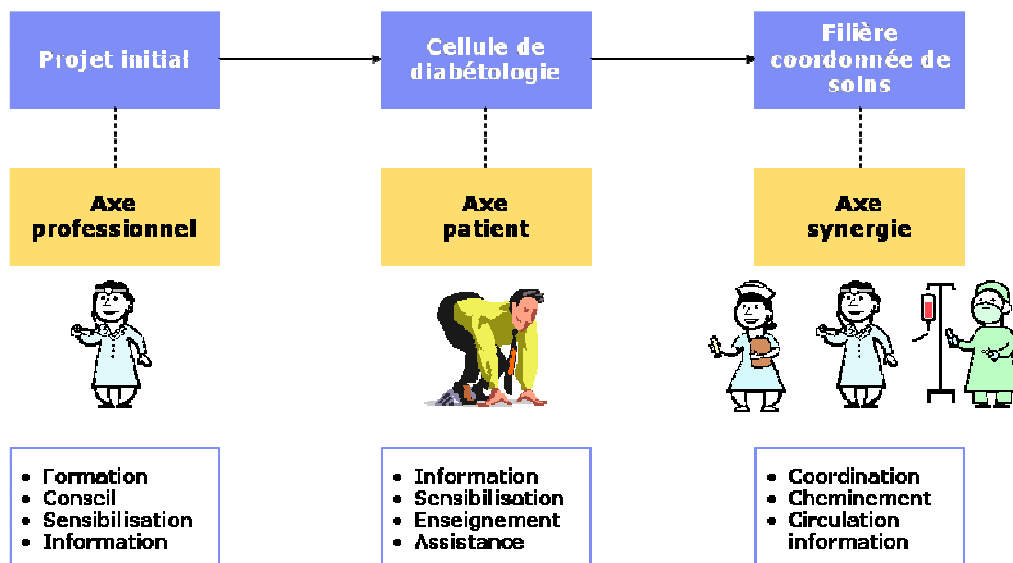 Projet initial
Cellule de
diabétologie
Filière
coordonnée de
soins
Axe
professionnel
Axe
patient
Axe
synergie
• Formation
• Conseil
• Sensibilisation
• Information
• Information
• Sensibilisation
• Enseignement
• Assistance
• Coordination
• Cheminement
• Circulation
information